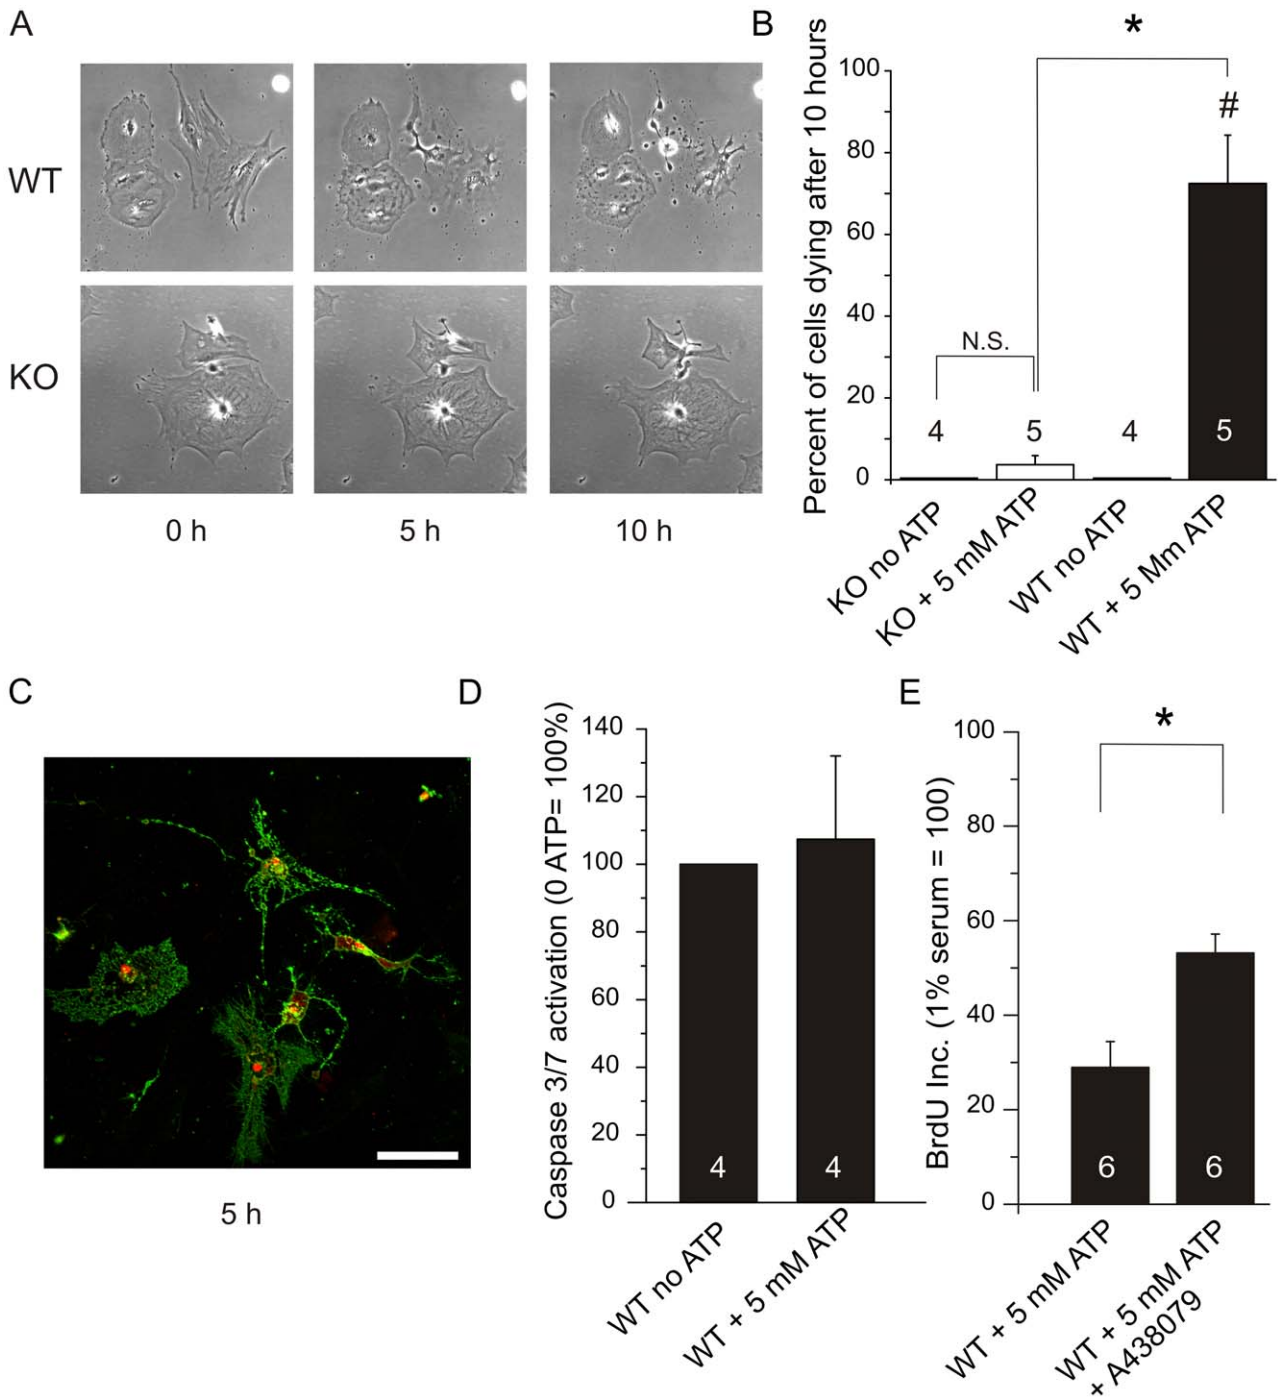 A
WT
KO
0 h
5 h
10 h
B
Percent of cells dying after 10 hours
100
80
60
40
20
0
*
#
N.S.
4
5
4
5
KO no ATP
KO + 5 mM ATP
WT no ATP
WT + 5 Mm ATP
C
5 h
D
Caspase 3/7 activation (0 ATP= 100%)
140
120
100
80
60
40
20
0
4
4
WT no ATP
WT + 5 mM ATP
E
BrdU Inc. (1% serum = 100)
100
80
60
40
20
0
*
6
6
WT + 5 mM ATP
WT + 5 mM ATP
+ A438079